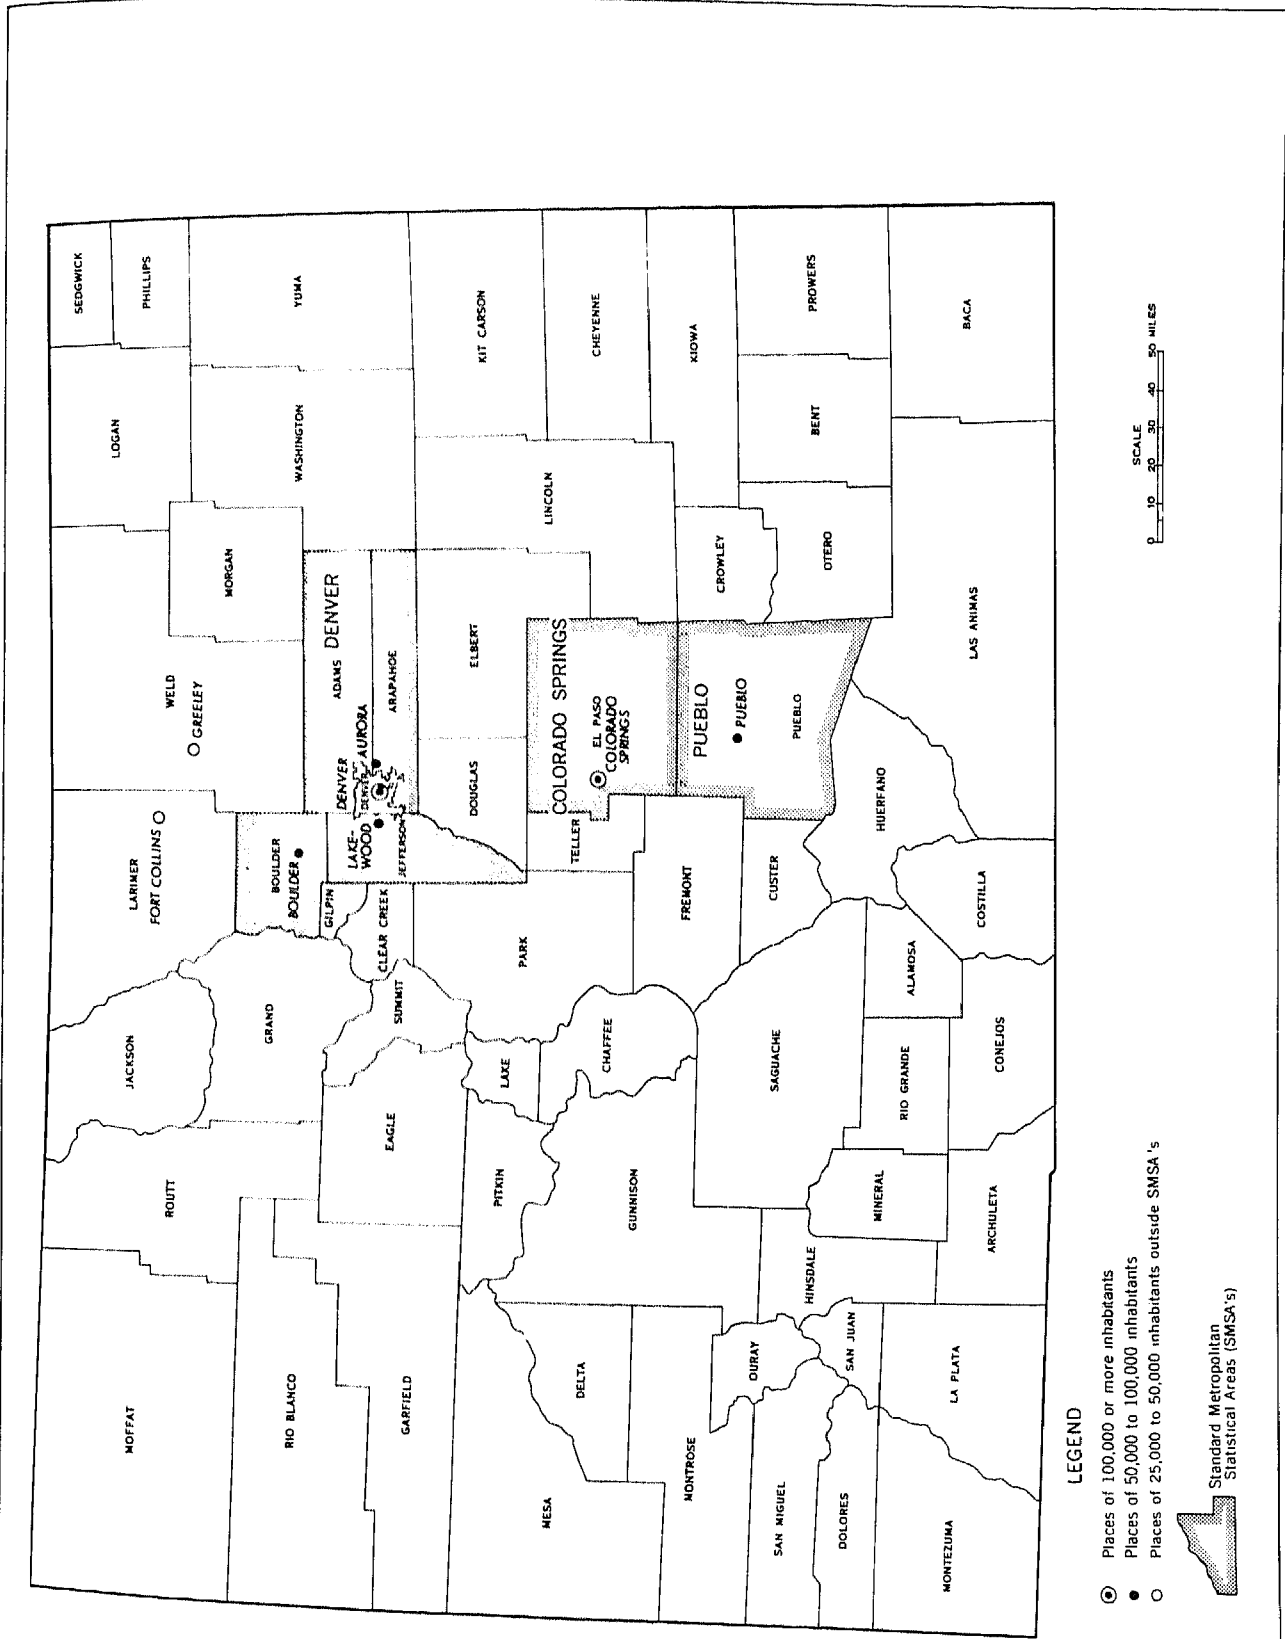 MOFFAT
ROUTT
JACKSON
LARIMER
FORT COLLINS
WELD
GREELEY
LOGAN
SEDGWICK
PHILLIPS
MORGAN
WASHINGTON
YUMA
RIO BLANCO
GRAND
BOULDER
BOULDER
GILPIN
ADAMS
DENVER
GARFIELD
EAGLE
SUMMIT
CLEAR CREEK
JEFFERSON
LAKE-
WOOD
DENVER
DENVER
AURORA
ARAPAHOE
MESA
PITKIN
LAKE
PARK
DOUGLAS
ELBERT
KIT CARSON
DELTA
GUNNISON
CHAFFEE
TELLER
COLORADO SPRINGS
EL PASO
COLORADO
SPRINGS
LINCOLN
CHEYENNE
MONTROSE
FREMONT
PUEBLO
PUEBLO
PUEBLO
CROWLEY
KIOWA
SAN MIGUEL
OURAY
HINSDALE
SAGUACHE
CUSTER
OTERO
BENT
PROWERS
DOLORES
SAN JUAN
MINERAL
RIO GRANDE
ALAMOSA
HUERFANO
MONTEZUMA
LA PLATA
ARCHULETA
CONEJOS
COSTILLA
LAS ANIMAS
BACA
LEGEND
Places of 100,000 or more inhabitants
Places of 50,000 to 100,000 inhabitants
Places of 25,000 to 50,000 inhabitants outside SMSA's
Standard Metropolitan
Statistical Areas (SMSA's)
SCALE
0 10 20 30 40 50 MILES